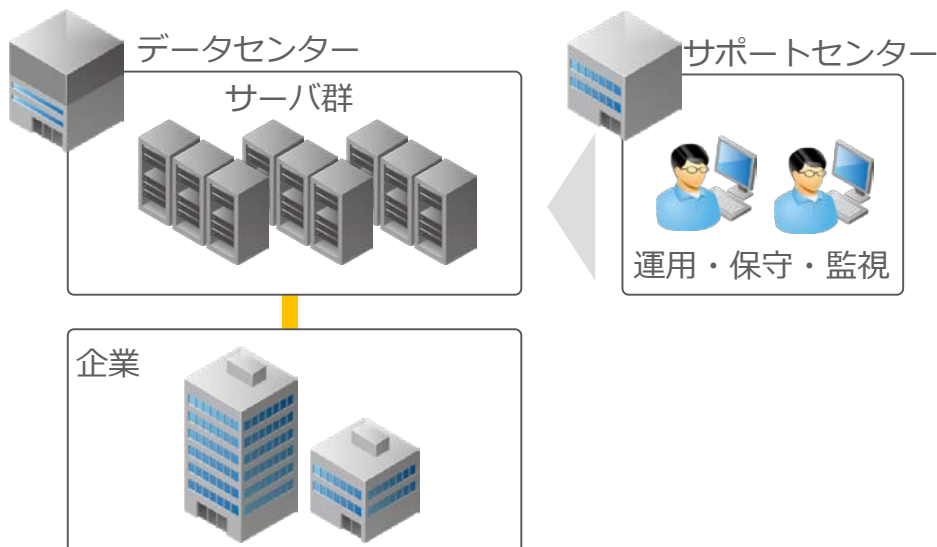 データセンター
サーバ群
サポートセンター
運用・保守・監視
企業